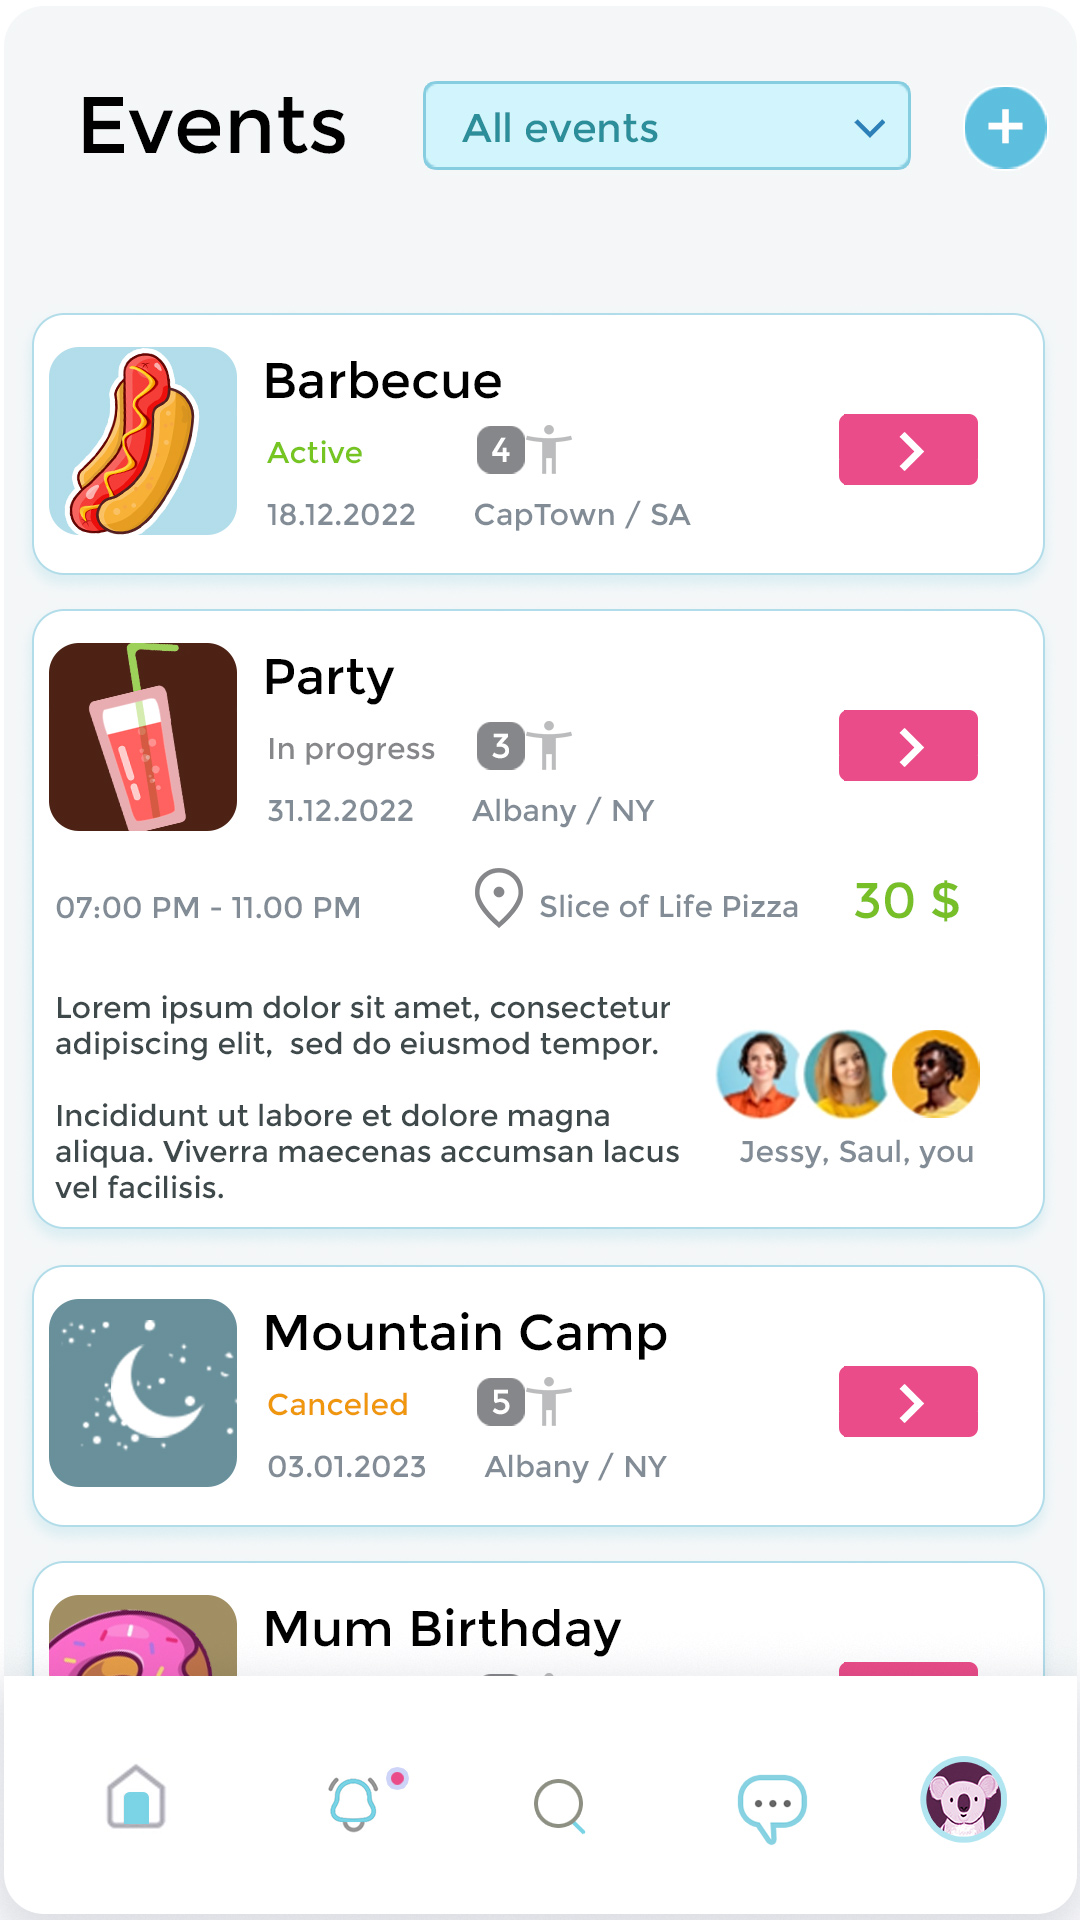 Events
All events
Barbecue
Active
4
18.12.2022
CapTown / SA
Party
In progress
3
31.12.2022
Albany / NY
07:00 PM - 11.00 PM
Slice of Life Pizza
30 $
Lorem ipsum dolor sit amet, consectetur
adipiscing elit,  sed do eiusmod tempor.
Incididunt ut labore et dolore magna
aliqua. Viverra maecenas accumsan lacus
vel facilisis.
Jessy, Saul, you
Mountain Camp
Canceled
5
03.01.2023
Albany / NY
Mum Birthday